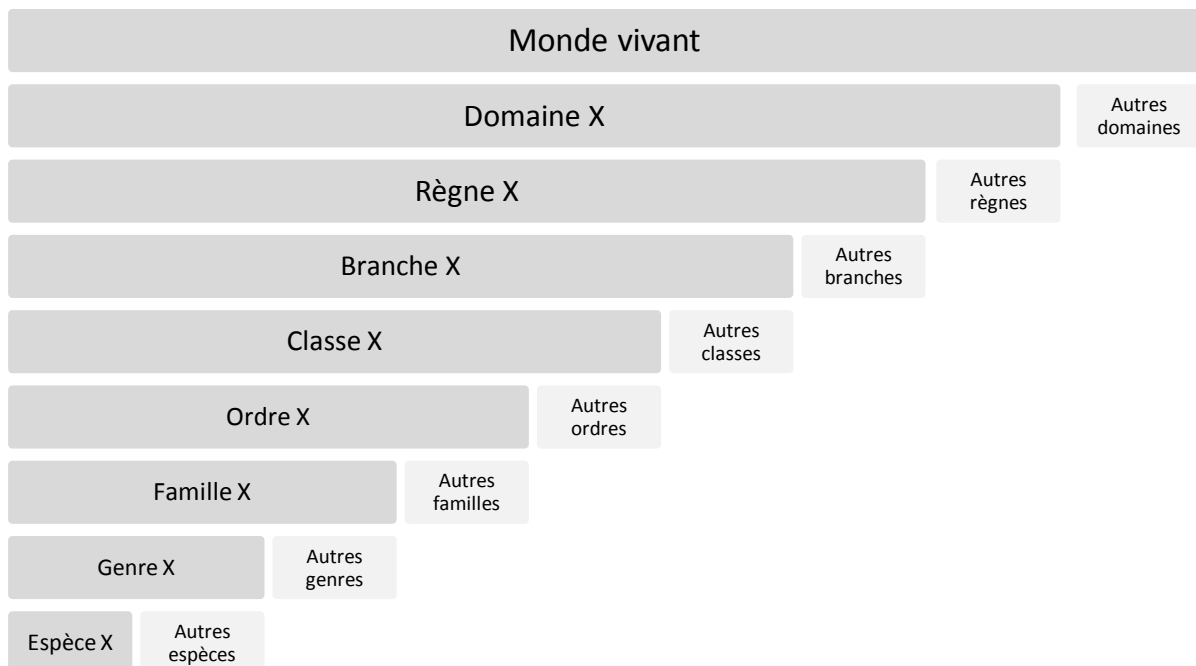 Monde vivant
Domaine X
Autres
domaines
Règne X
Autres
règnes
Branche X
Autres
branches
Classe X
Autres
classes
Ordre X
Autres
ordres
Famille X
Autres
familles
Genre X
Autres
genres
Espèce X
Autres
espèces